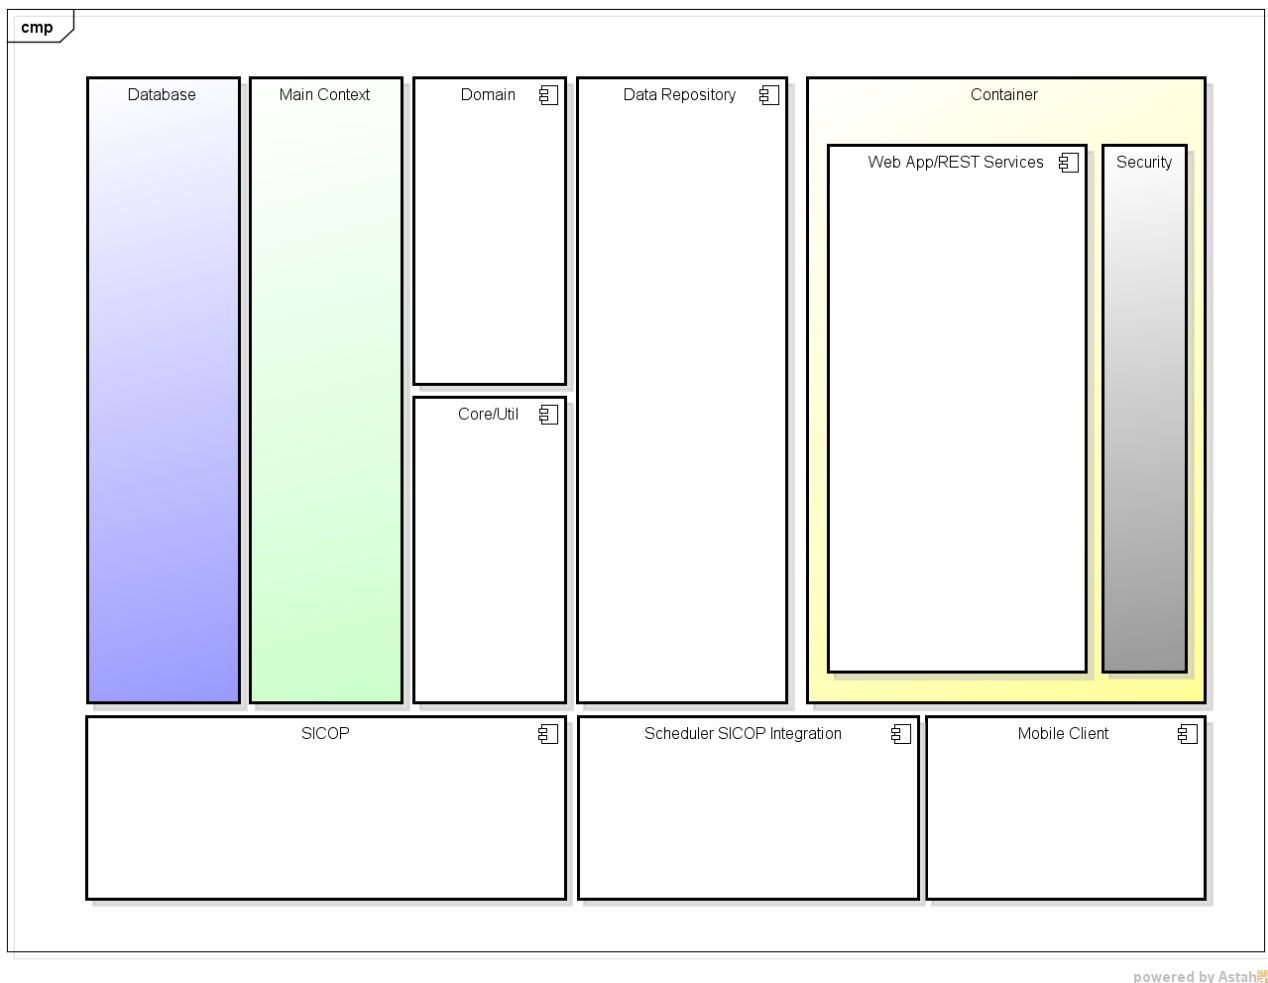 cmp
Database
Main Context
Domain
Data Repository
Container
Web App/REST Services
Security
Core/Util
SICOP
Scheduler SICOP Integration
Mobile Client
powered by Astah